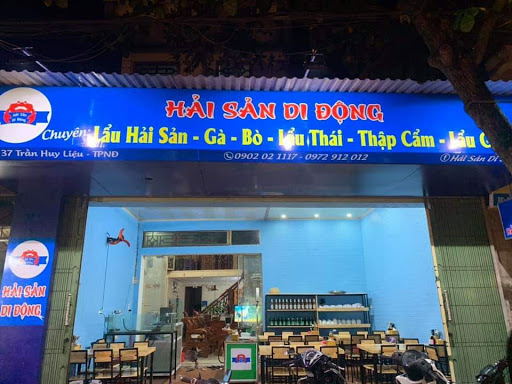 HẢI SẢN DI ĐỘNG
Chuyên: Lẩu Hải Sản - Gà - Bò - Lẩu Thái - Thập Cẩm - Lẩu
37 Trần Huy Liệu - TPNĐ
0902 02 1117 - 0972 912 012
Hải Sản Di
HẢI SẢN
DI ĐỘNG